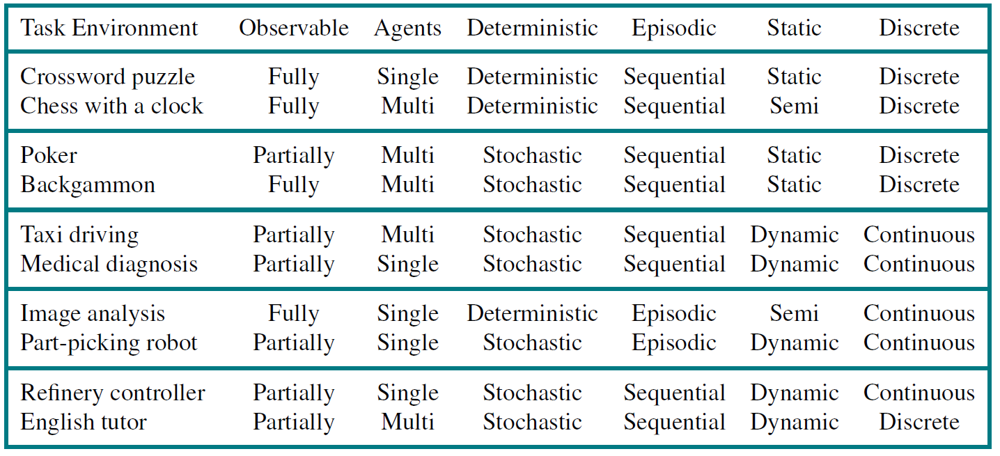 Task Environment Observable Agents Deterministic Episodic Static Discrete
Crossword puzzle Fully Single Deterministic Sequential Static Discrete
Chess with a clock Fully Multi Deterministic Sequential Semi Discrete
Poker Partially Multi Stochastic Sequential Static Discrete
Backgammon Fully Multi Stochastic Sequential Static Discrete
Taxi driving Partially Multi Stochastic Sequential Dynamic Continuous
Medical diagnosis Partially Single Stochastic Sequential Dynamic Continuous
Image analysis Fully Single Deterministic Episodic Semi Continuous
Part-picking robot Partially Single Stochastic Episodic Dynamic Continuous
Refinery controller Partially Single Stochastic Sequential Dynamic Continuous
English tutor Partially Multi Stochastic Sequential Dynamic Discrete